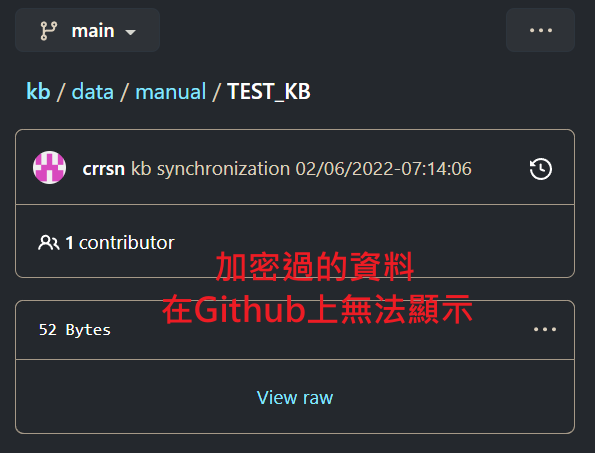 main
...
kb / data / manual / TEST_KB
crrsn kb synchronization 02/06/2022-07:14:06
1 contributor
加密過的資料
在Github上無法顯示
52 Bytes
...
View raw